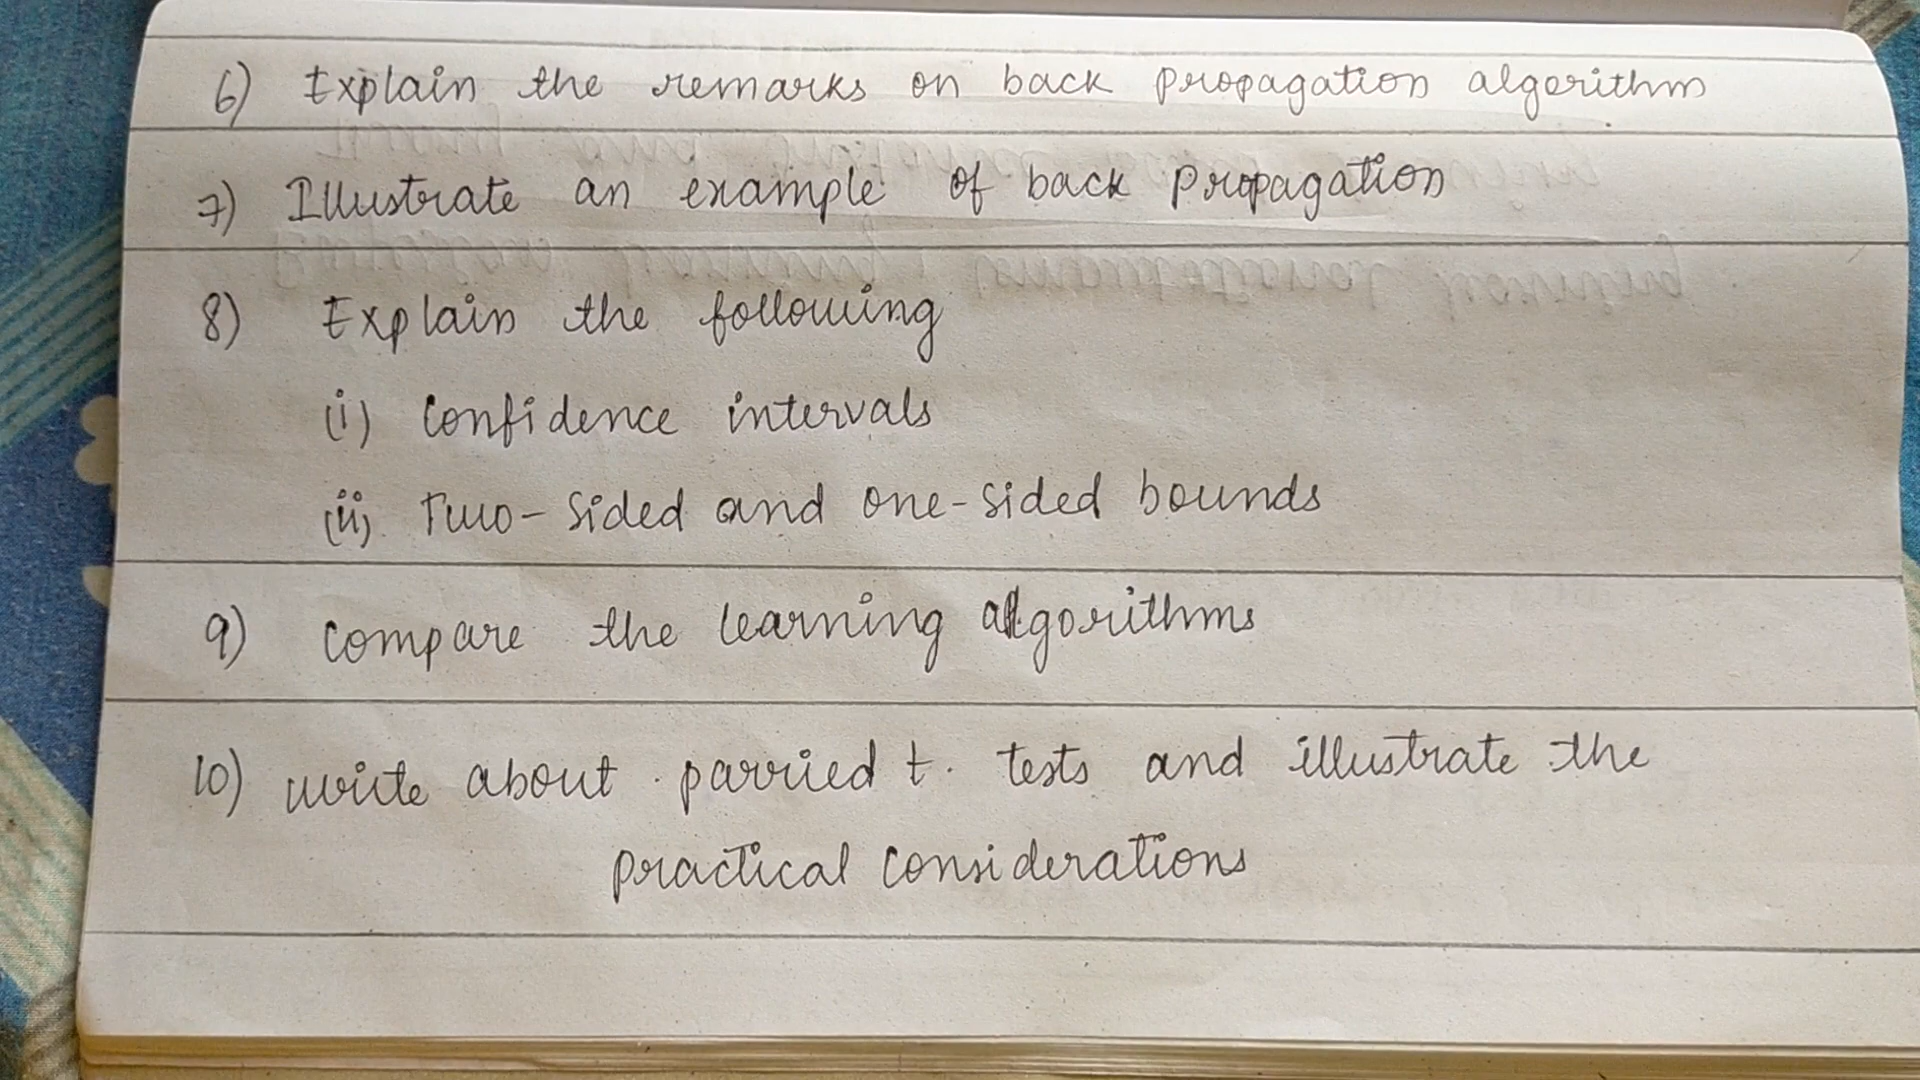 6) Explain the remarks on back propagation algorithm
7) Illustrate an example of back Propagation
8) Explain the following
(i) Confidence intervals
(ii) Two-sided and one-sided bounds
9) compare the learning algorithms
10) write about parried t. tests and illustrate the
practical considerations